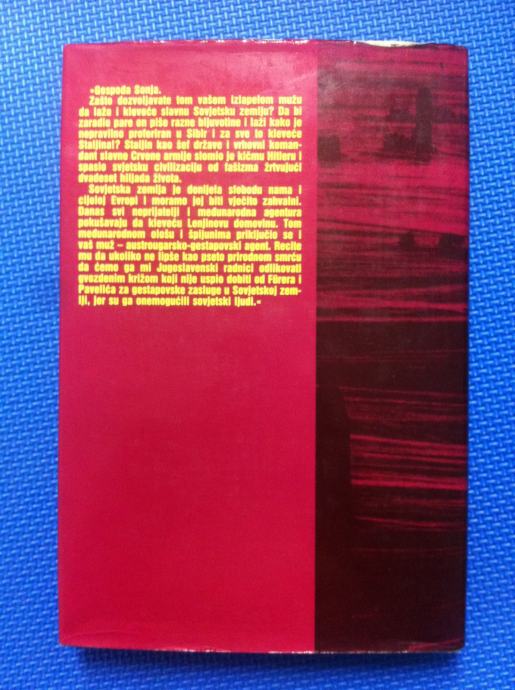 »Gospođa Sonja.
Zašto dozvoljavate tom vašem izlapelom mužu
da laže i kleveće slavnu Sovjetsku zemlju? Da bi
zaradio pare on piše razne bljuvotine i laži kako je
nepravilno proteriran u Sibir i za sve to kleveće
Staljina!? Staljin kao šef države i vrhovni koman-
dant slavne Crvene armije slomio je kičmu Hitleru i
spasio svjetsku civilizaciju od fašizma žrtvujući
dvadeset hiljada života.
Sovjetska zemlja je donijela slobodu nama i
cijeloj Evropi i moramo joj biti vječito zahvalni.
Danas svi neprijatelji i međunarodna agentura
pokušavaju da kleveću Lenjinovu domovinu. Tom
međunarodnom ološu i špijunima priključio se i
vaš muž – austrougarsko-gestapovski agent. Recite
mu da ukoliko ne lipše kao pseto prirodnom smrću
da ćemo ga mi Jugoslavenski radnici odlikovati
gvozdenim križom koji nije uspio dobiti od Fürera i
Pavelića za gestapovske zasluge u Sovjetskoj zem-
lji, jer su ga onemogućili sovjetski ljudi.«